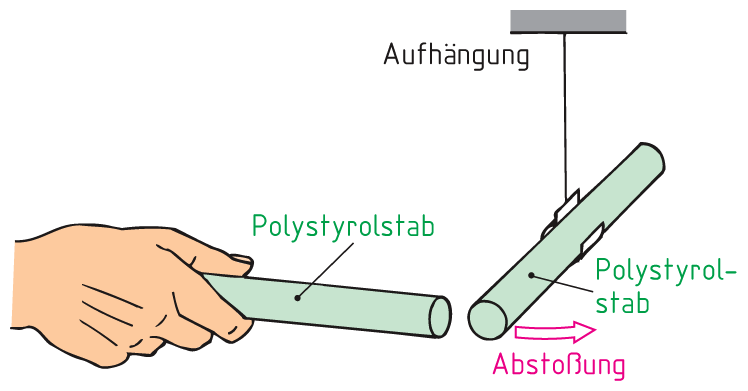 Aufhängung
Polystyrolstab
Polystyrol-
stab
Abstoßung